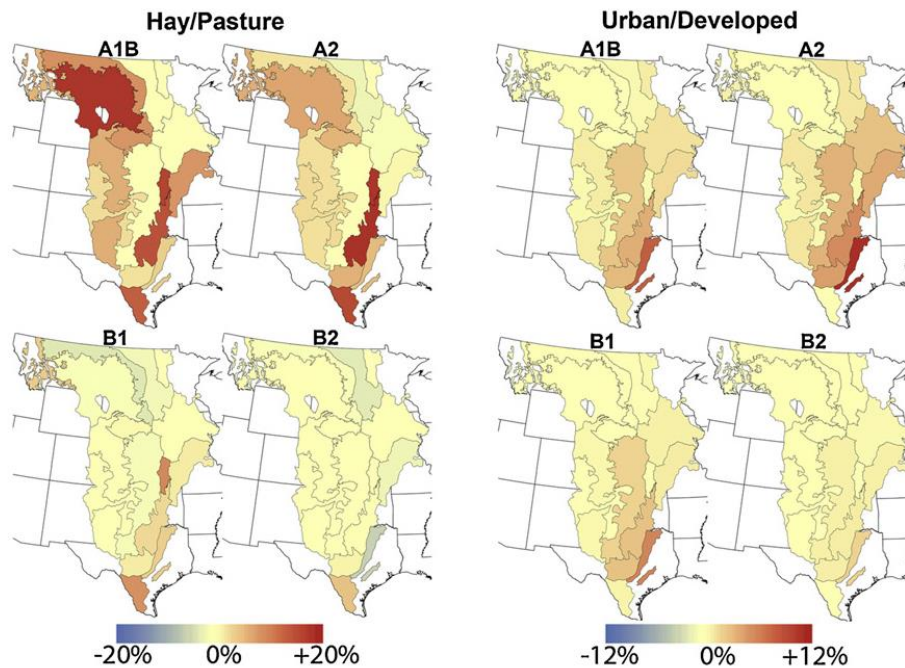 Hay/Pasture
Urban/Developed
A1B
A2
A1B
A2
B1
B2
B1
B2
-20%
0%
+20%
-12%
0%
+12%